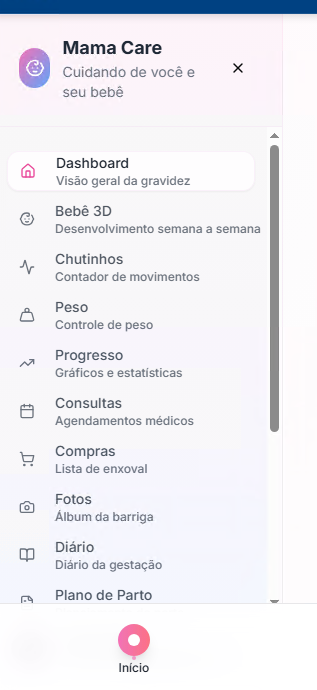 Mama Care
Cuidando de você e
seu bebê
Dashboard
Visão geral da gravidez
Bebê 3D
Desenvolvimento semana a semana
Chutinhos
Contador de movimentos
Peso
Controle de peso
Progresso
Gráficos e estatísticas
Consultas
Agendamentos médicos
Compras
Lista de enxoval
Fotos
Álbum da barriga
Diário
Diário da gestação
Plano de Parto
Início